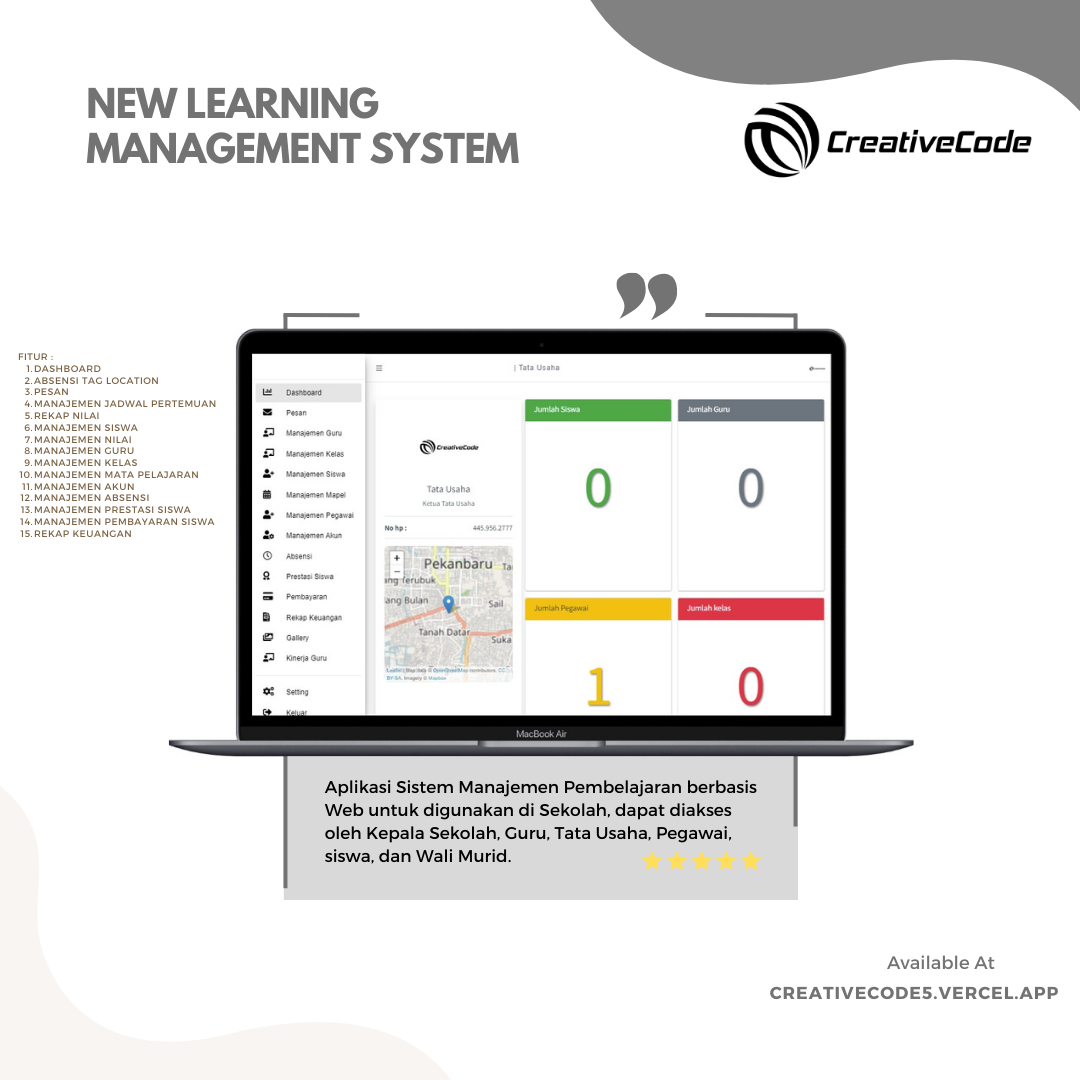 NEW LEARNING
MANAGEMENT SYSTEM
CreativeCode
FITUR :
1. DASHBOARD
2. ABSENSI TAG LOCATION
3. PESAN
4. MANAJEMEN JADWAL PERTEMUAN
5. REKAP NILAI
6. MANAJEMEN SISWA
7. MANAJEMEN NILAI
8. MANAJEMEN GURU
9. MANAJEMEN KELAS
10. MANAJEMEN MATA PELAJARAN
11. MANAJEMEN AKUN
12. MANAJEMEN ABSENSI
13. MANAJEMEN PRESTASI SISWA
14. MANAJEMEN PEMBAYARAN SISWA
15. REKAP KEUANGAN
| Tata Usaha
Dashboard
Pesan
Manajemen Guru
Manajemen Kelas
Manajemen Siswa
Manajemen Mapel
Manajemen Pegawai
Manajemen Akun
Absensi
Prestasi Siswa
Pembayaran
Rekap Keuangan
Gallery
Kinerja Guru
Setting
Keluar
CreativeCode
Tata Usaha
Ketua Tata Usaha
No hp : 445.956.2777
+
−
Pekanbaru
ang Terubuk
ang Bulan
Sail
Tanah Datar
Suka
Leaflet | Map data © OpenStreetMap contributors, CC-
BY-SA, Imagery © Mapbox
Jumlah Siswa
0
Jumlah Guru
0
Jumlah Pegawai
1
Jumlah kelas
0
MacBook Air
Aplikasi Sistem Manajemen Pembelajaran berbasis
Web untuk digunakan di Sekolah, dapat diakses
oleh Kepala Sekolah, Guru, Tata Usaha, Pegawai,
siswa, dan Wali Murid.
Available At
CREATIVECODE5.VERCEL.APP